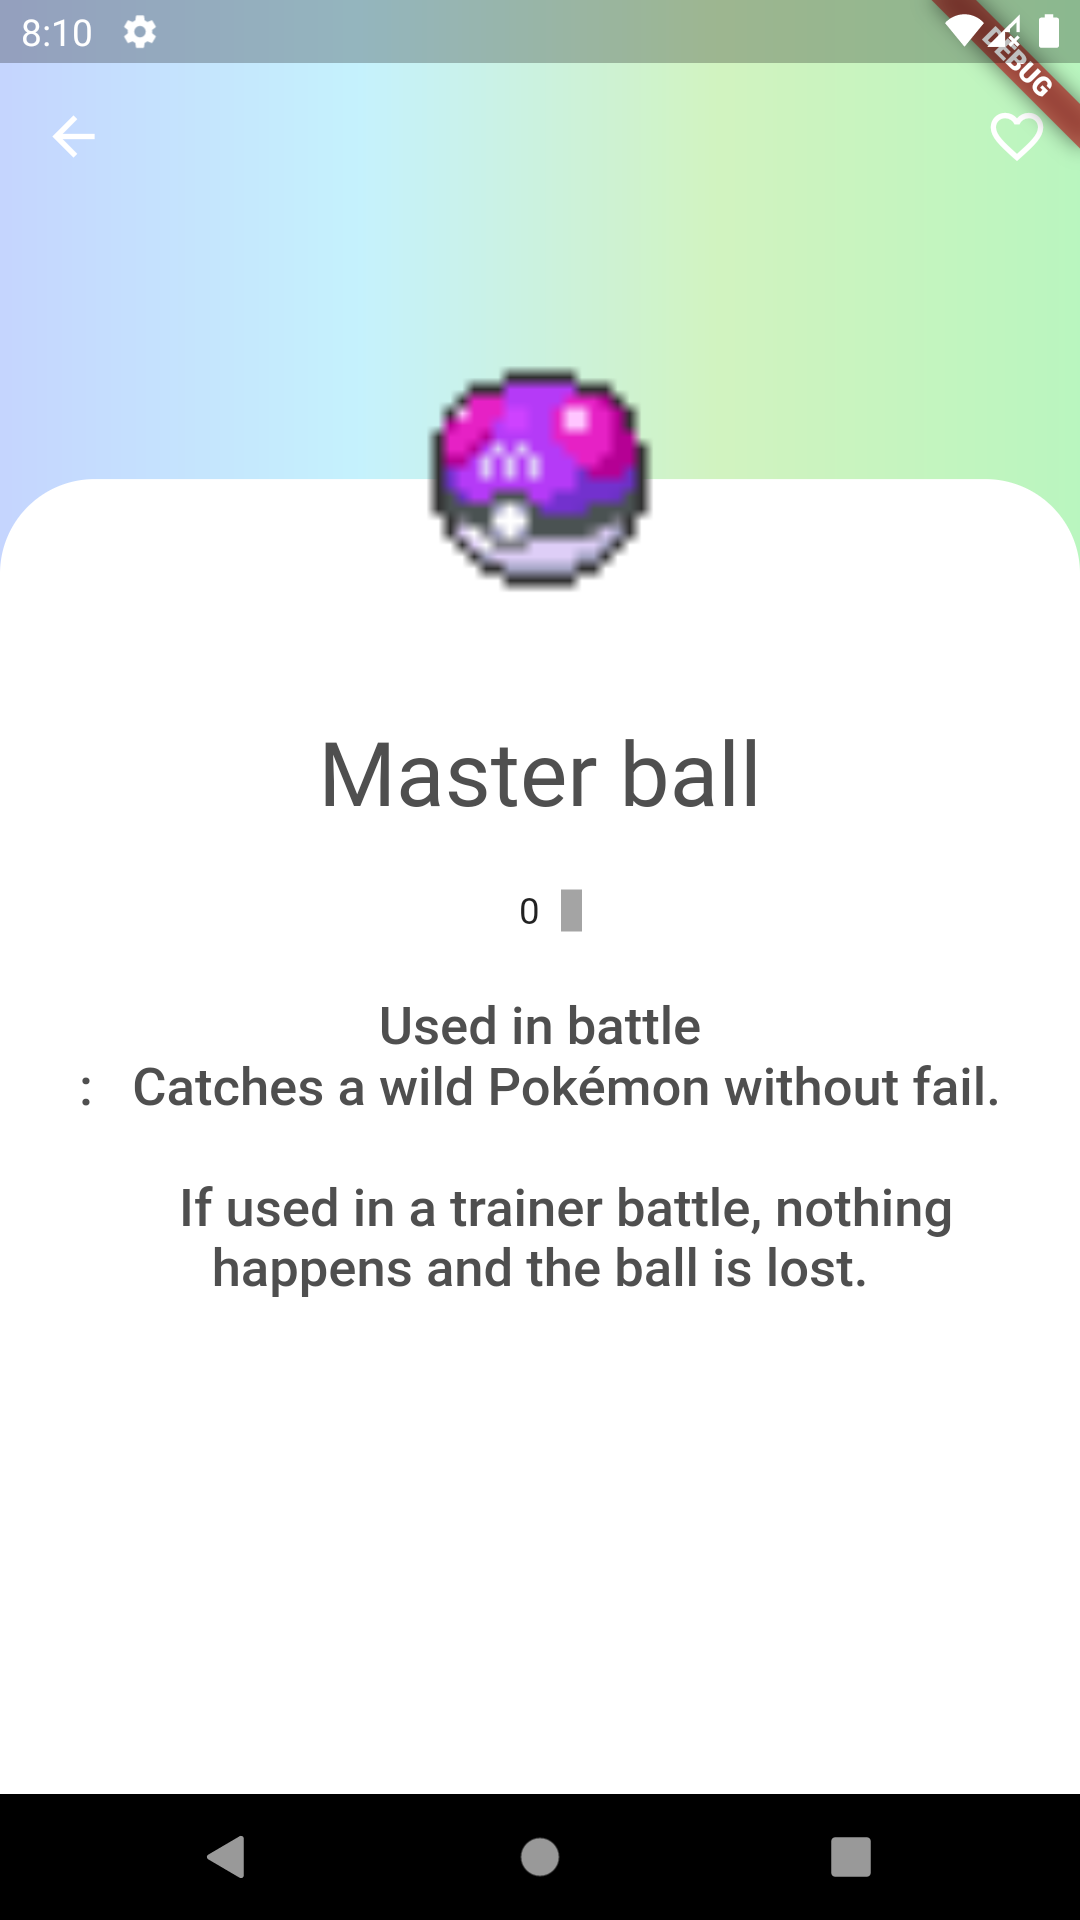 8:10
DEBUG
Master ball
0
Used in battle
: Catches a wild Pokémon without fail.
If used in a trainer battle, nothing
happens and the ball is lost.